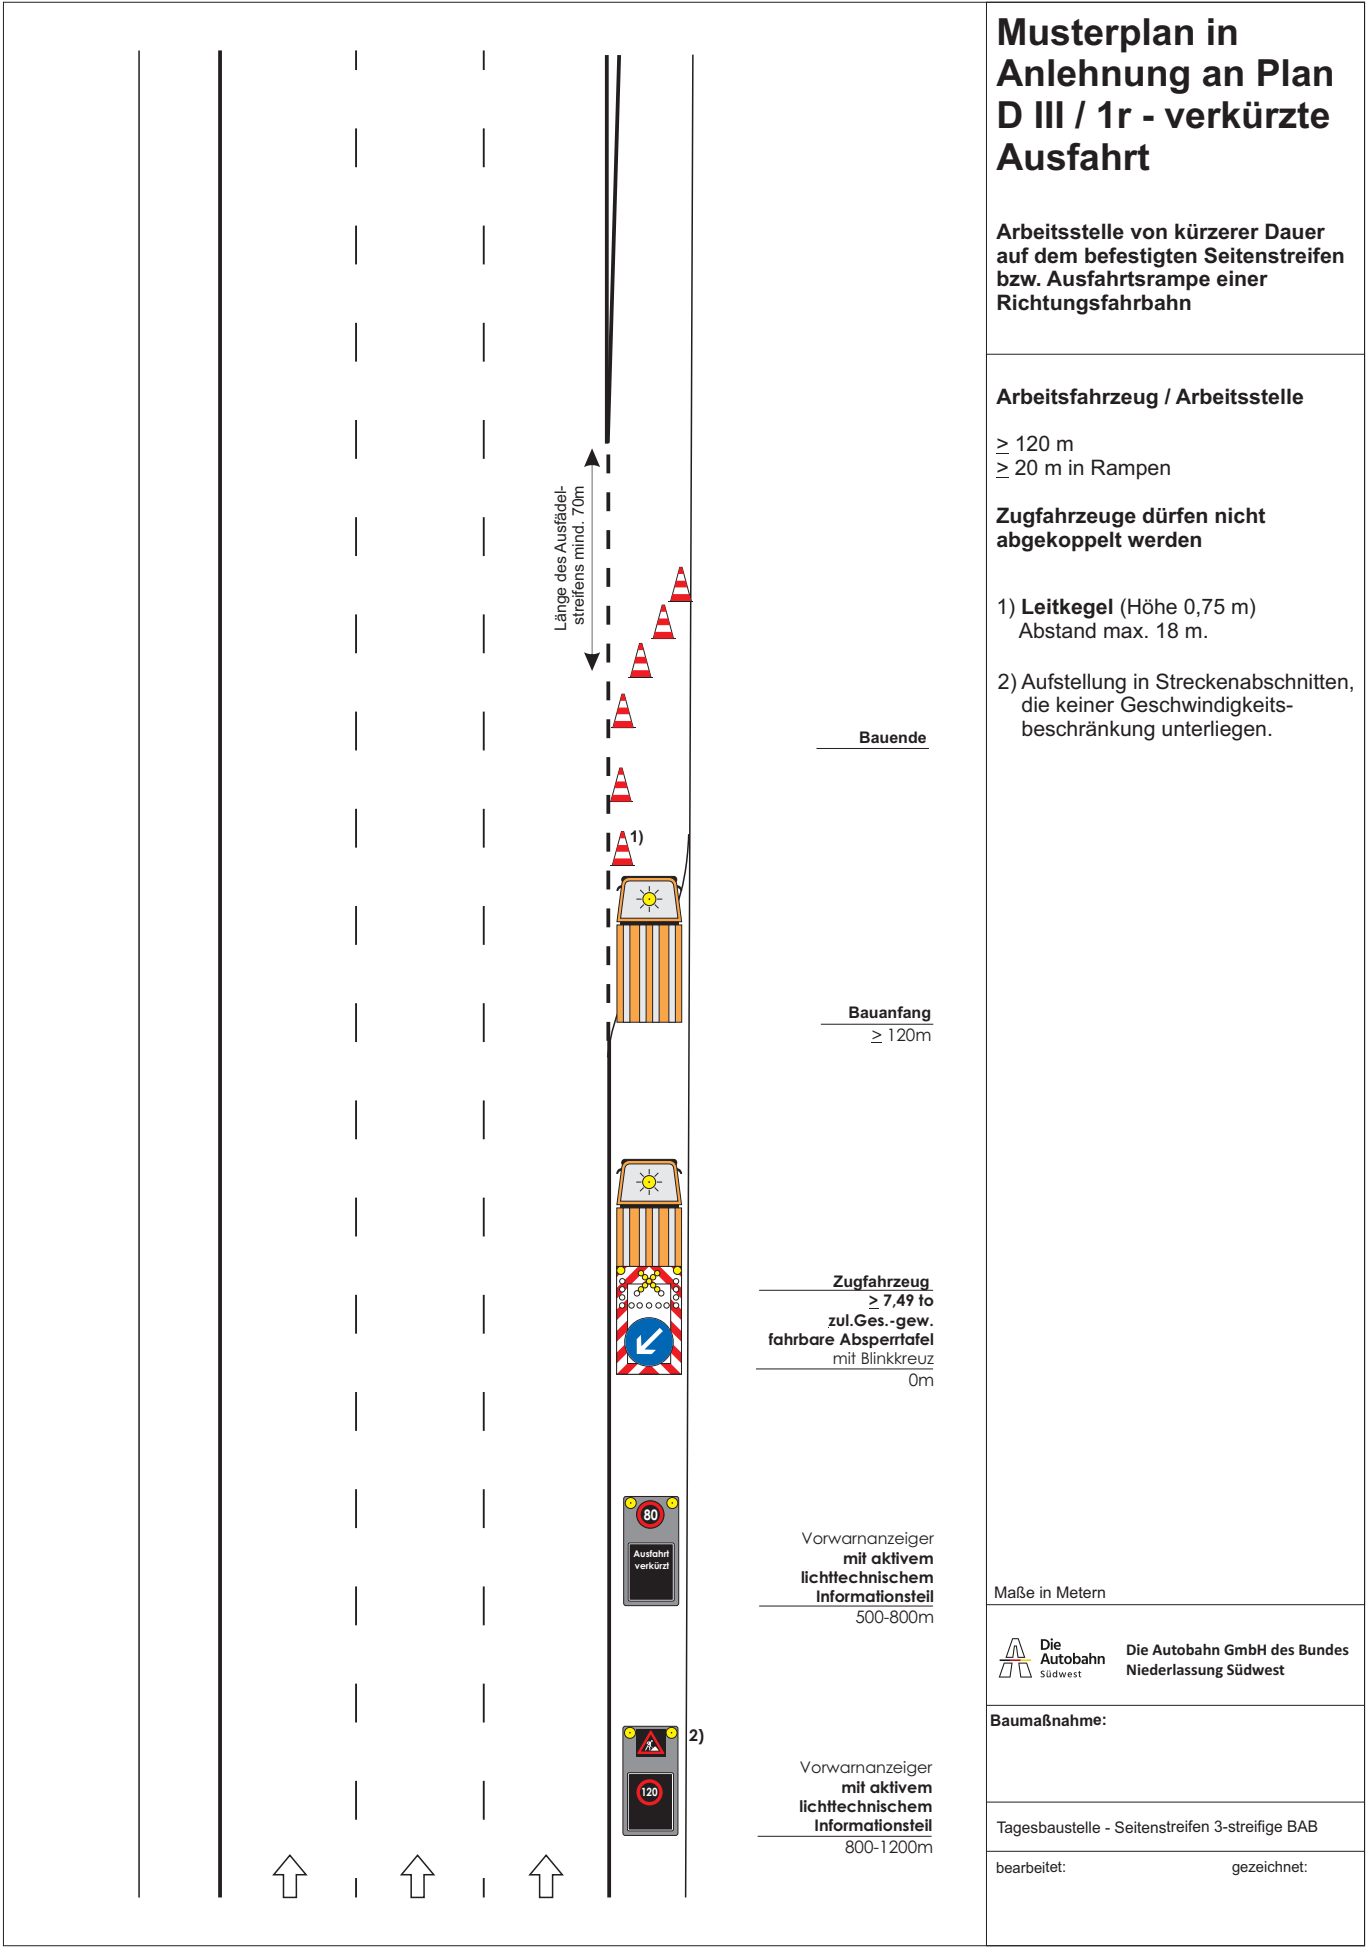 Musterplan in
Anlehnung an Plan
D III / 1r - verkürzte
Ausfahrt
Arbeitsstelle von kürzerer Dauer
auf dem befestigten Seitenstreifen
bzw. Ausfahrtsrampe einer
Richtungsfahrbahn
Arbeitsfahrzeug / Arbeitsstelle
≥ 120 m
≥ 20 m in Rampen
Zugfahrzeuge dürfen nicht
abgekoppelt werden
1) Leitkegel (Höhe 0,75 m)
Abstand max. 18 m.
2) Aufstellung in Streckenabschnitten,
die keiner Geschwindigkeits-
beschränkung unterliegen.
Länge des Ausfädel-
streifens mind. 70m
Bauende
1)
Bauanfang
≥ 120m
Zugfahrzeug
≥ 7,49 to
zul.Ges.-gew.
fahrbare Absperrtafel
mit Blinkkreuz
0m
80
Ausfahrt
verkürzt
Vorwarnanzeiger
mit aktivem
lichttechnischem
Informationsteil
500-800m
2)
120
Vorwarnanzeiger
mit aktivem
lichttechnischem
Informationsteil
800-1200m
Maße in Metern
Die
Autobahn
Südwest
Die Autobahn GmbH des Bundes
Niederlassung Südwest
Baumaßnahme:
Tagesbaustelle - Seitenstreifen 3-streifige BAB
bearbeitet: gezeichnet: